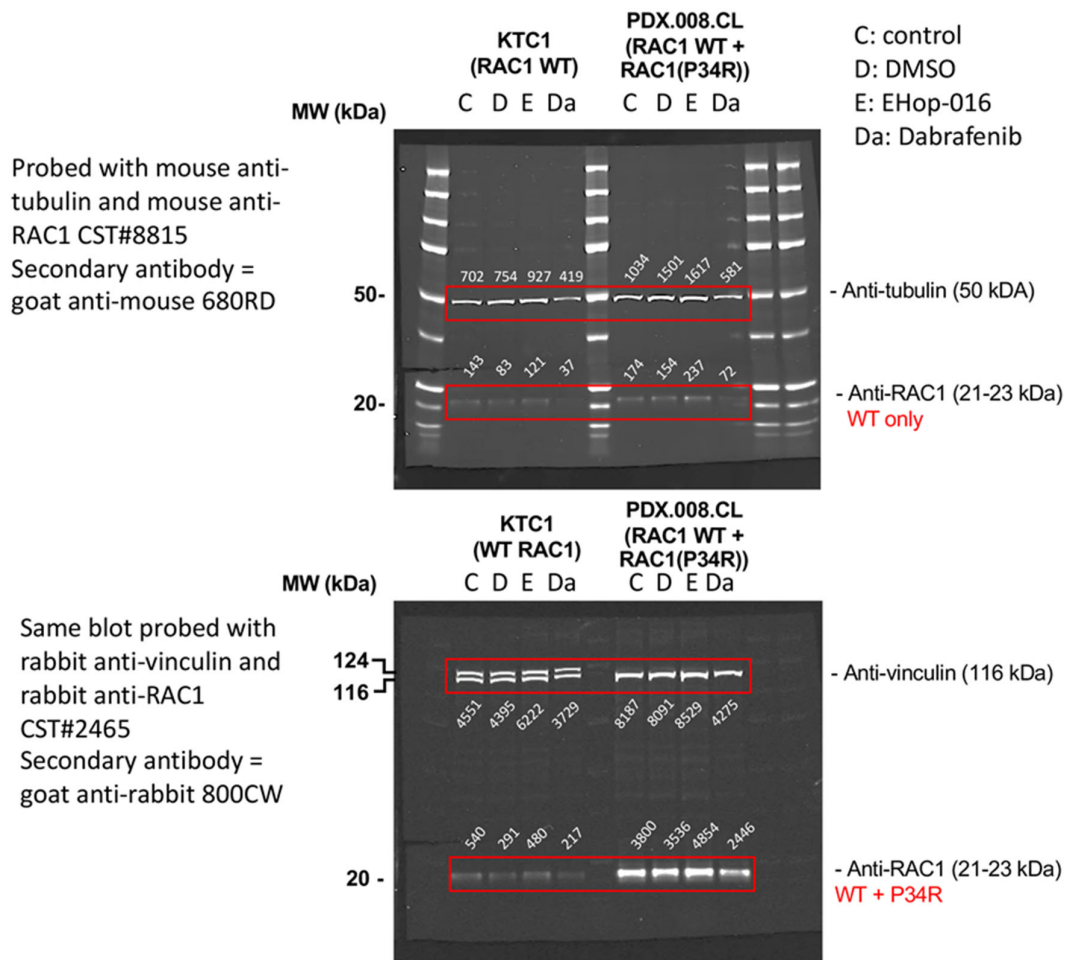 KTC1
(RAC1 WT)
PDX.008.CL
(RAC1 WT +
RAC1(P34R))
C: control
D: DMSO
E: EHop-016
Da: Dabrafenib
C D E Da
C D E Da
MW (kDa)
Probed with mouse anti-
tubulin and mouse anti-
RAC1 CST#8815
Secondary antibody =
goat anti-mouse 680RD
702 754 927 419
1034 1501 1617 581
50-
- Anti-tubulin (50 kDA)
143 83 121 37
174 154 237 72
20-
- Anti-RAC1 (21-23 kDa)
WT only
KTC1
(WT RAC1)
PDX.008.CL
(RAC1 WT +
RAC1(P34R))
MW (kDa)
C D E Da
C D E Da
Same blot probed with
rabbit anti-vinculin and
rabbit anti-RAC1
CST#2465
Secondary antibody =
goat anti-rabbit 800CW
124
116
- Anti-vinculin (116 kDa)
4551 4395 6222 3729
8187 8091 8529 4275
540 291 480 217
3800 3536 4854 2446
20 -
- Anti-RAC1 (21-23 kDa)
WT + P34R